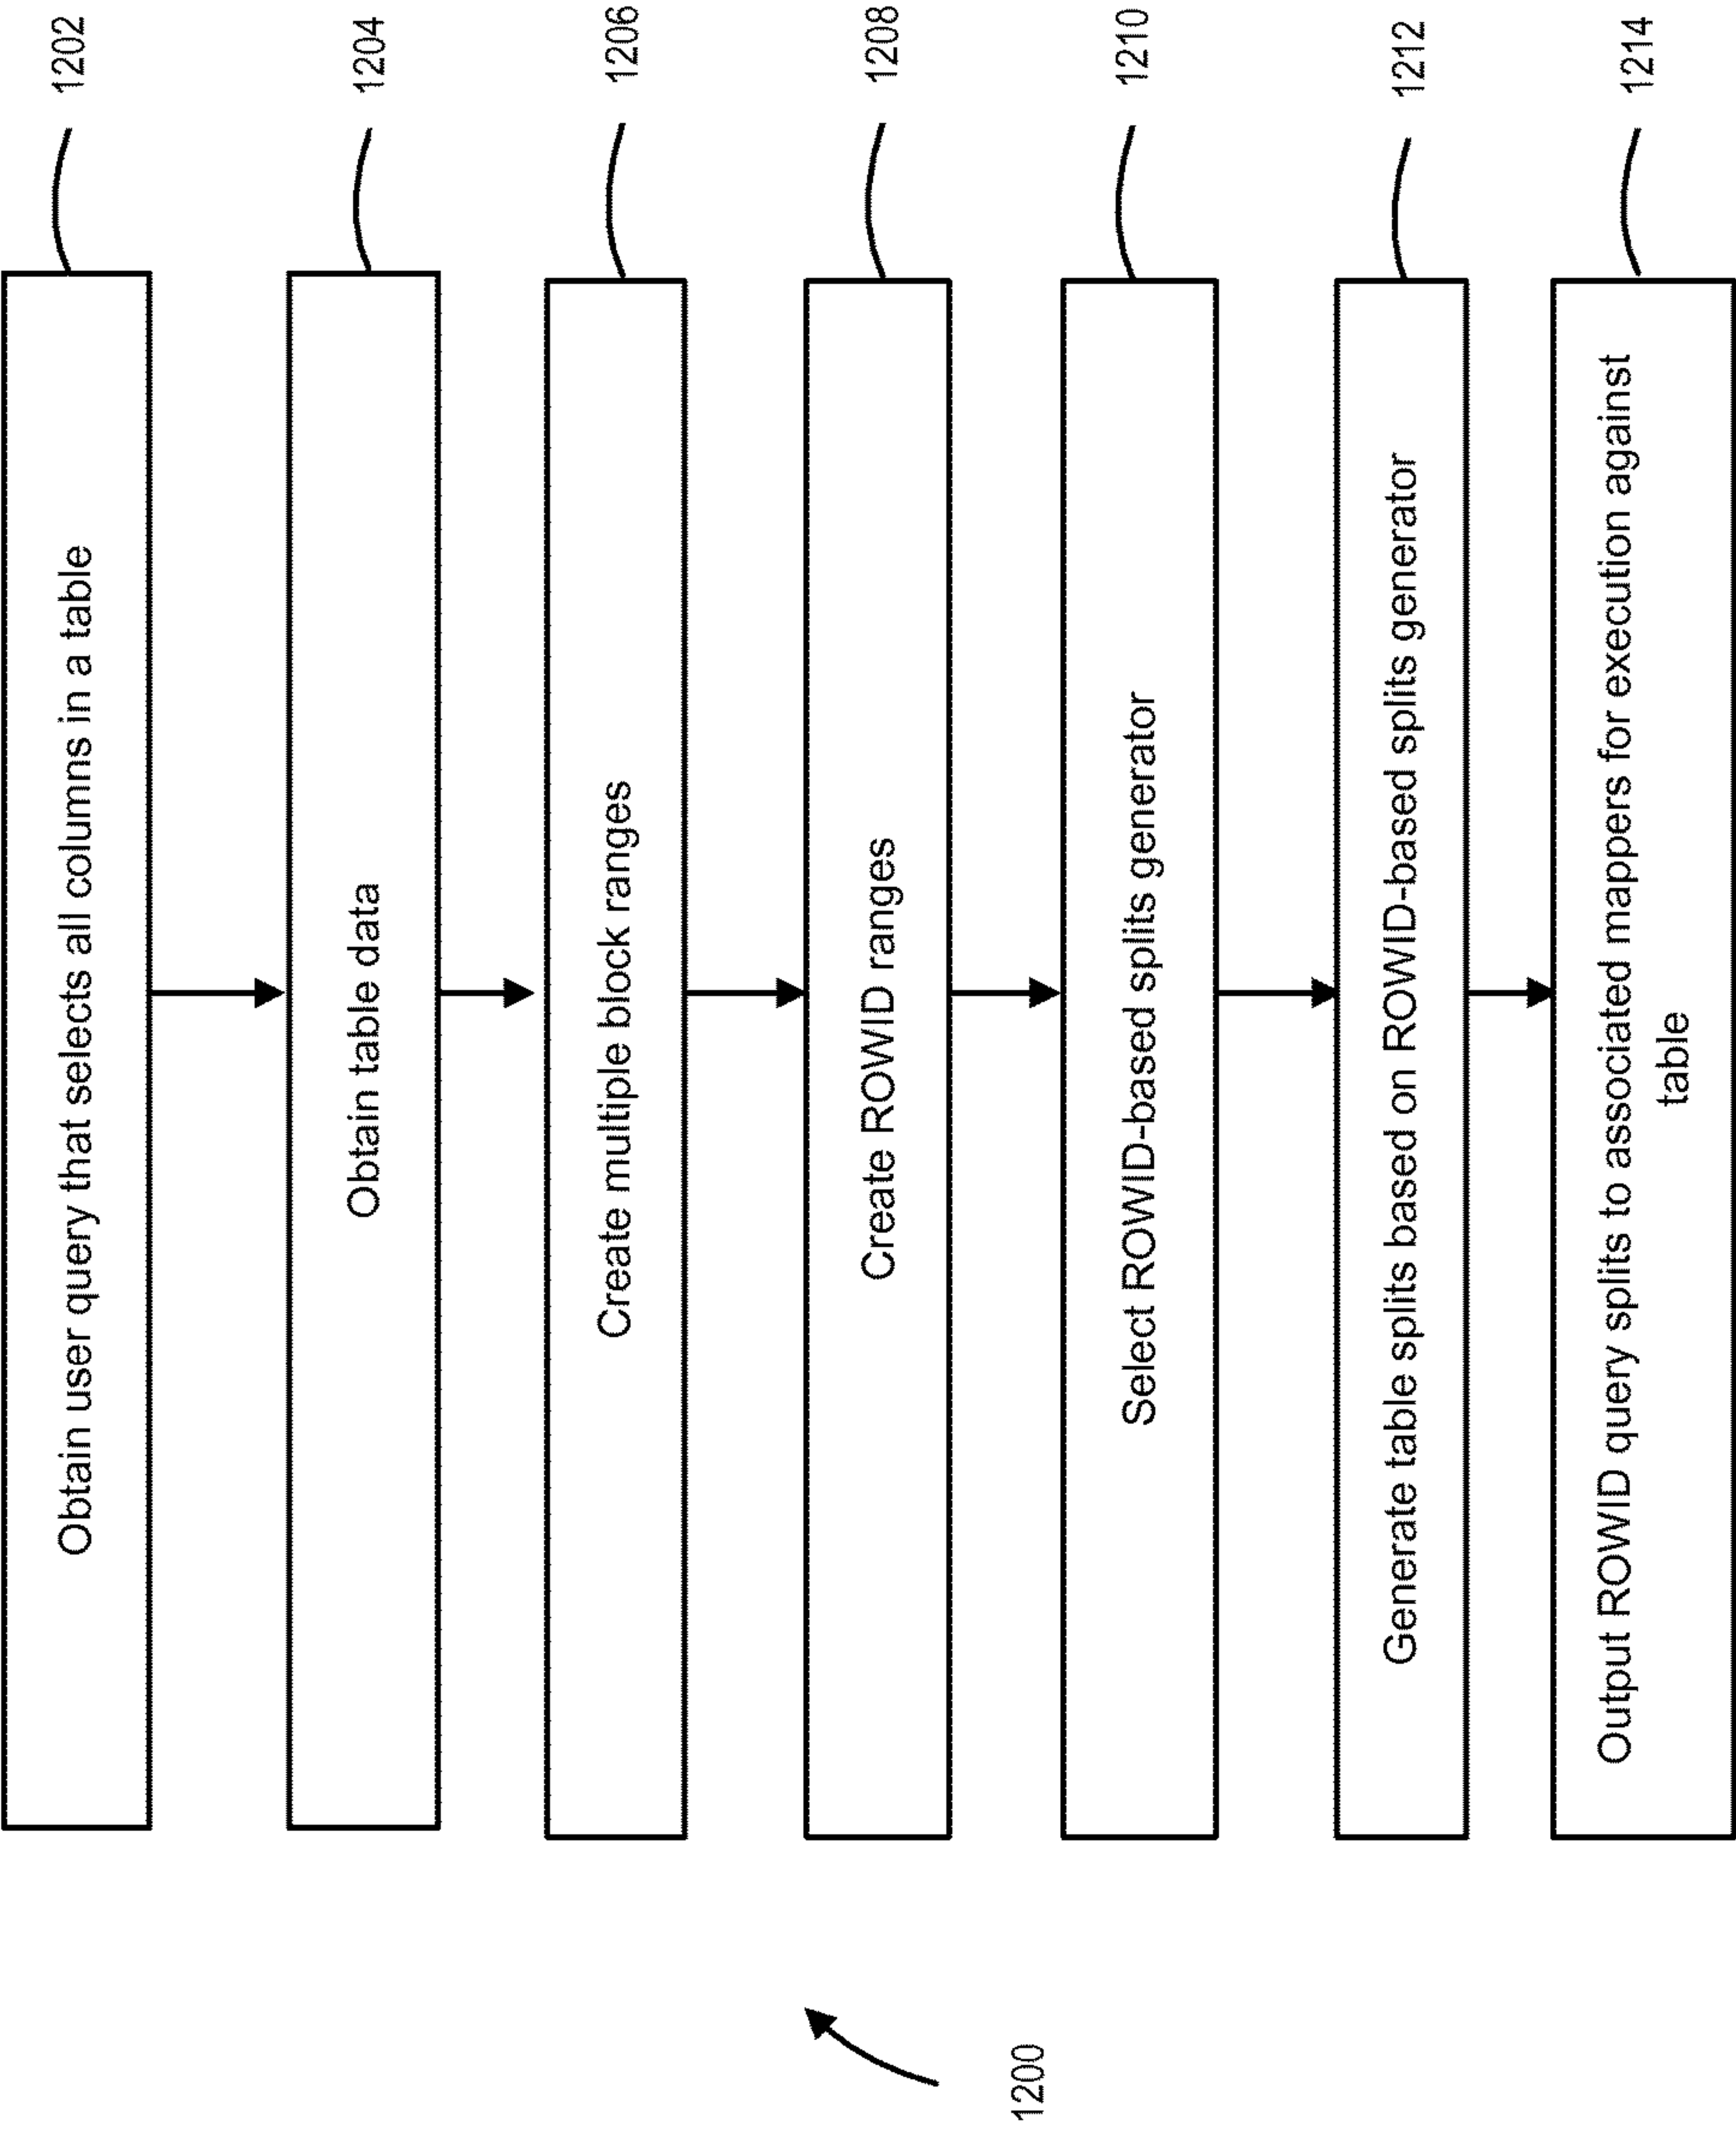 Obtain user query that selects all columns in a table
1202
Obtain table data
1204
Create multiple block ranges
1206
Create ROWID ranges
1208
Select ROWID-based splits generator
1210
Generate table splits based on ROWID-based splits generator
1212
Output ROWID query splits to associated mappers for execution against
table
1214
1200